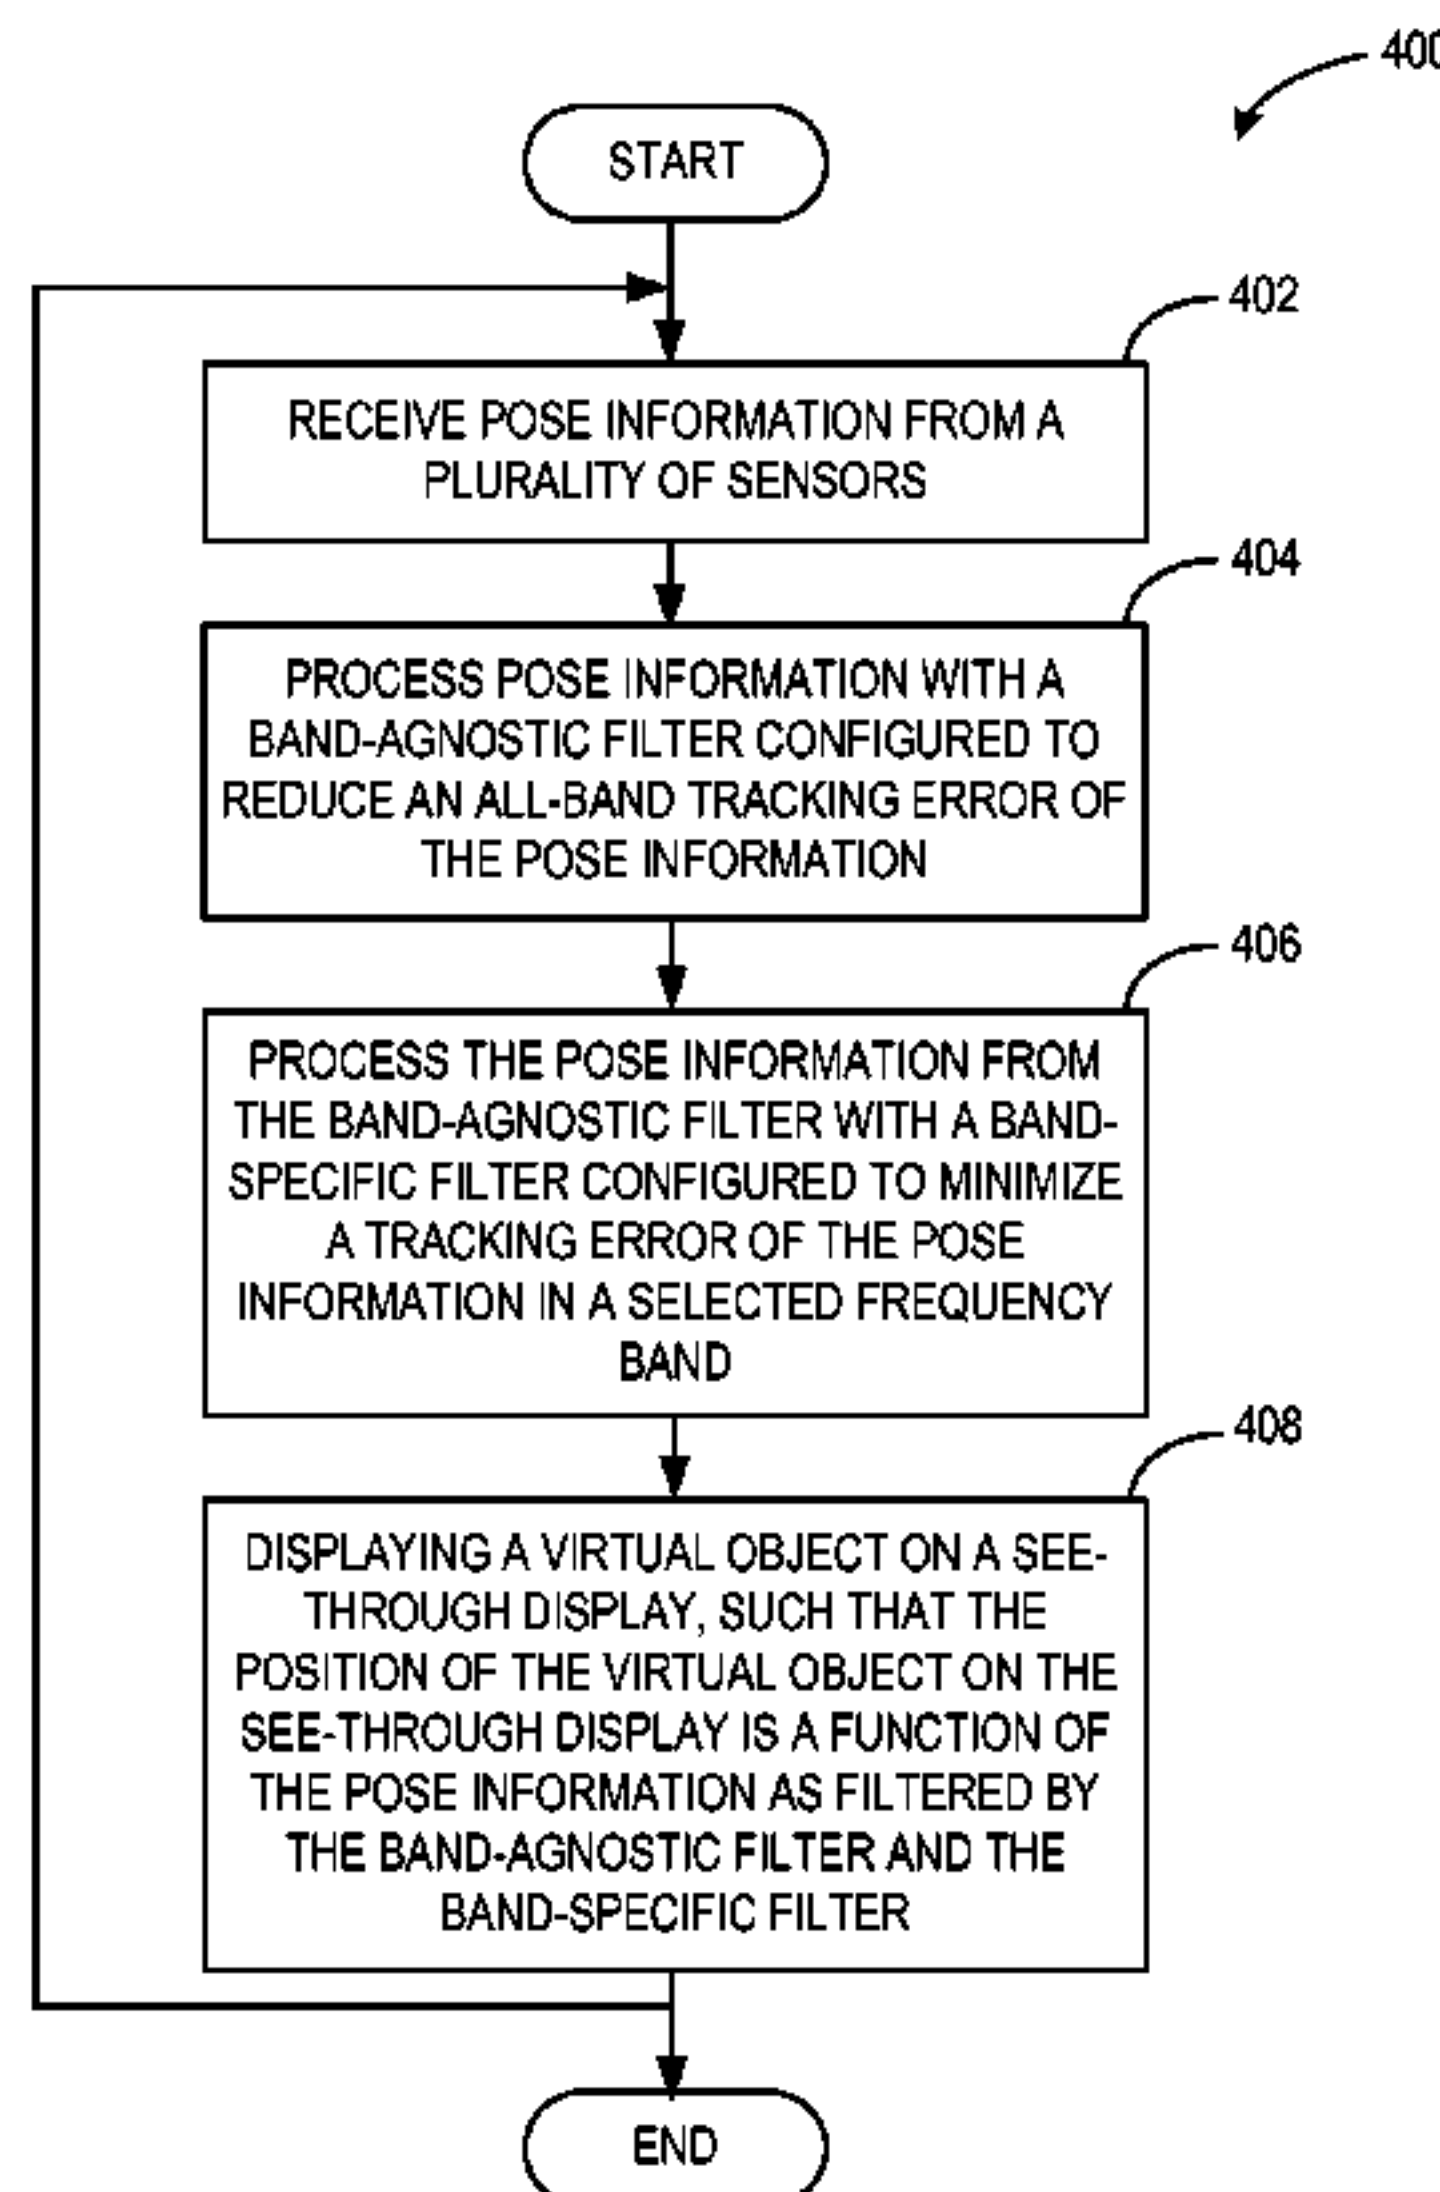 400
START
402
RECEIVE POSE INFORMATION FROM A
PLURALITY OF SENSORS
404
PROCESS POSE INFORMATION WITH A
BAND-AGNOSTIC FILTER CONFIGURED TO
REDUCE AN ALL-BAND TRACKING ERROR OF
THE POSE INFORMATION
406
PROCESS THE POSE INFORMATION FROM
THE BAND-AGNOSTIC FILTER WITH A BAND-
SPECIFIC FILTER CONFIGURED TO MINIMIZE
A TRACKING ERROR OF THE POSE
INFORMATION IN A SELECTED FREQUENCY
BAND
408
DISPLAYING A VIRTUAL OBJECT ON A SEE-
THROUGH DISPLAY, SUCH THAT THE
POSITION OF THE VIRTUAL OBJECT ON THE
SEE-THROUGH DISPLAY IS A FUNCTION OF
THE POSE INFORMATION AS FILTERED BY
THE BAND-AGNOSTIC FILTER AND THE
BAND-SPECIFIC FILTER
END